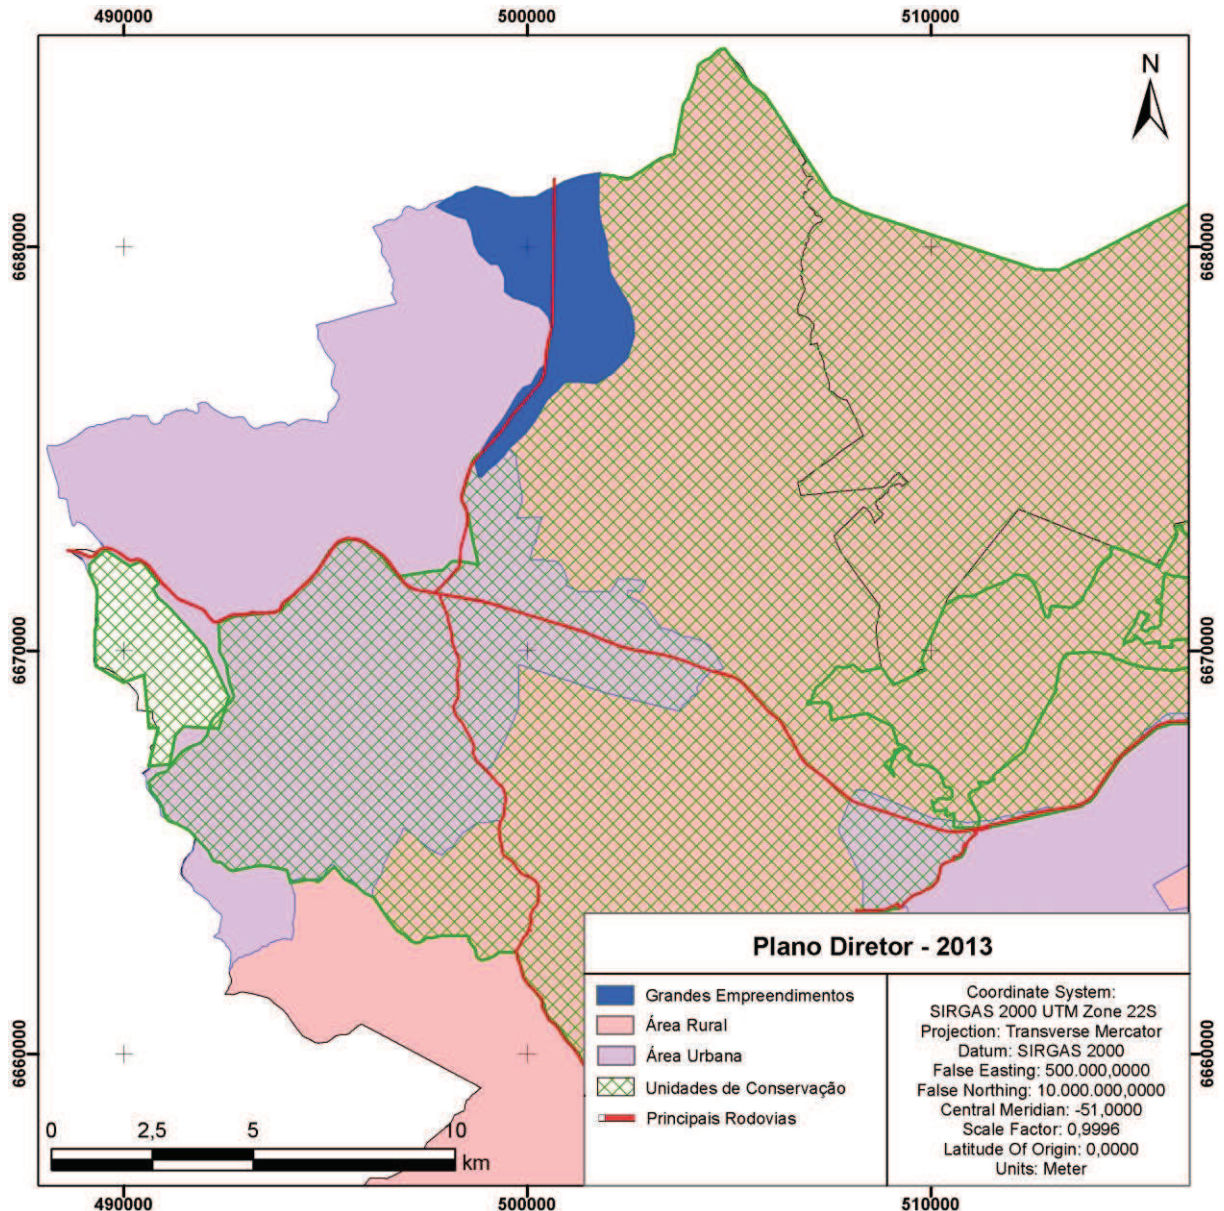 490000 500000 510000
N
6680000 6680000
6670000 6670000
6660000 6660000
Plano Diretor - 2013
Grandes Empreendimentos
Área Rural
Área Urbana
Unidades de Conservação
Principais Rodovias
Coordinate System:
SIRGAS 2000 UTM Zone 22S
Projection: Transverse Mercator
Datum: SIRGAS 2000
False Easting: 500.000,0000
False Northing: 10.000.000,0000
Central Meridian: -51,0000
Scale Factor: 0,9996
Latitude Of Origin: 0,0000
Units: Meter
0 2,5 5 10
km
490000 500000 510000